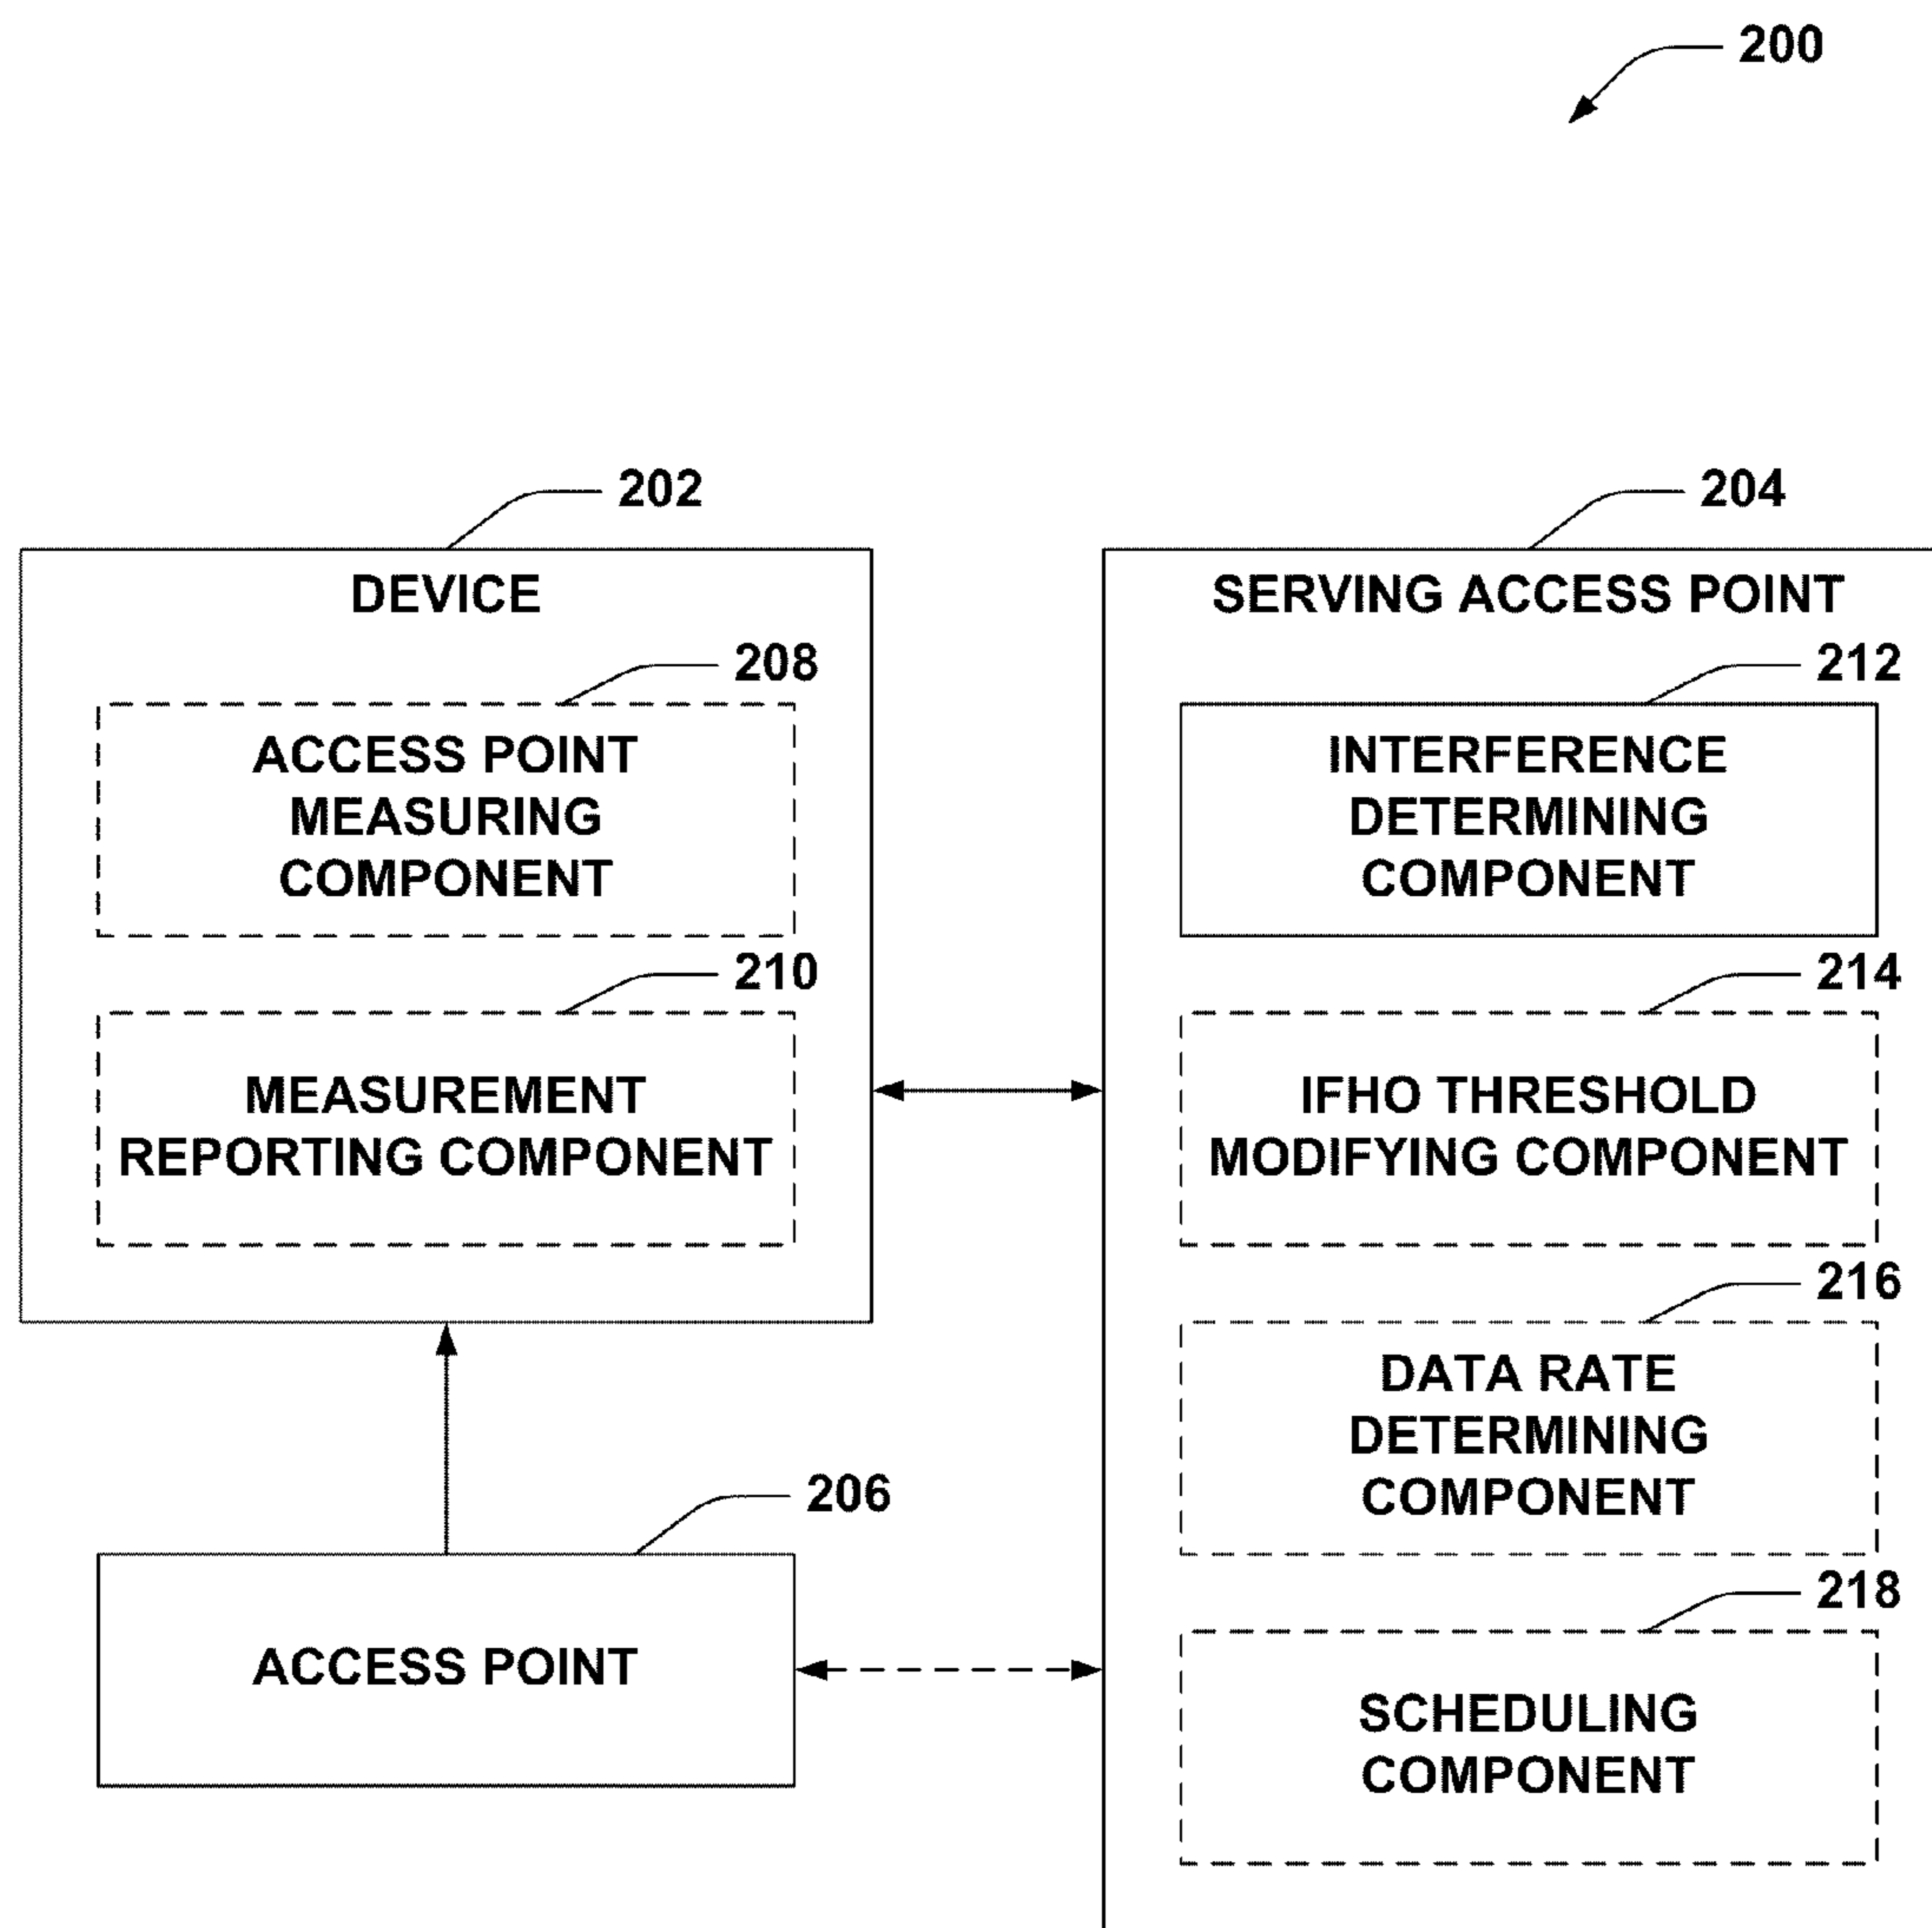 200
202
DEVICE
208
ACCESS POINT
MEASURING
COMPONENT
210
MEASUREMENT
REPORTING COMPONENT
206
ACCESS POINT
204
SERVING ACCESS POINT
212
INTERFERENCE
DETERMINING
COMPONENT
214
IFHO THRESHOLD
MODIFYING COMPONENT
216
DATA RATE
DETERMINING
COMPONENT
218
SCHEDULING
COMPONENT